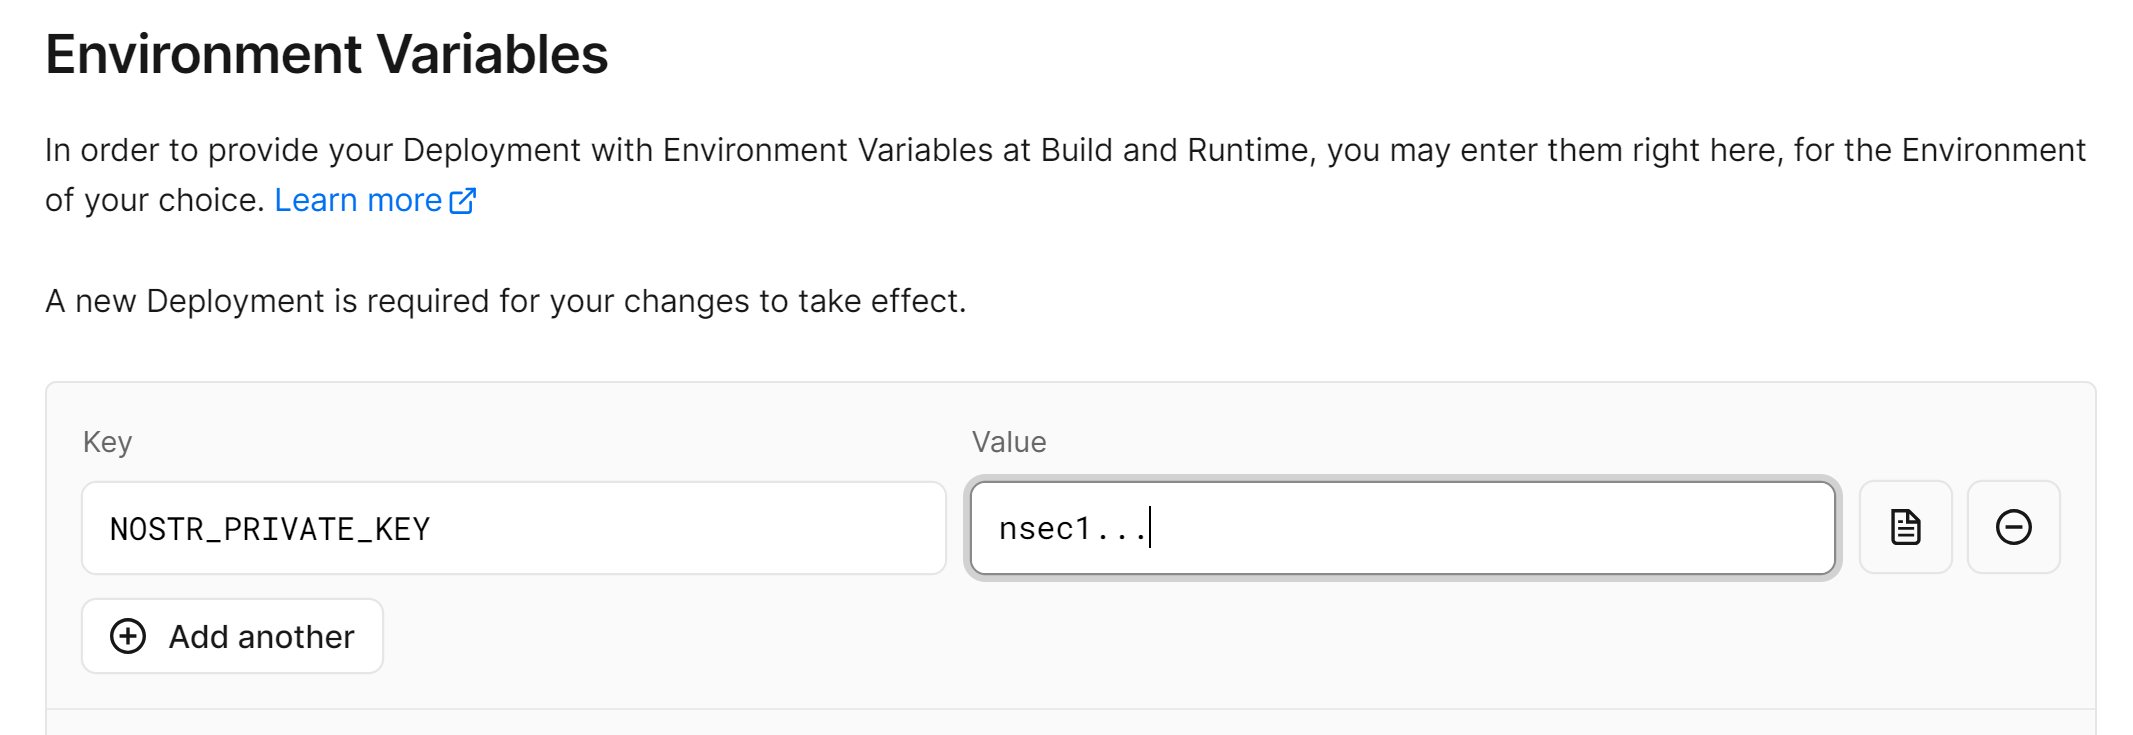 Environment Variables
In order to provide your Deployment with Environment Variables at Build and Runtime, you may enter them right here, for the Environment
of your choice. Learn more
A new Deployment is required for your changes to take effect.
Key
Value
NOSTR_PRIVATE_KEY
nsec1...
Add another